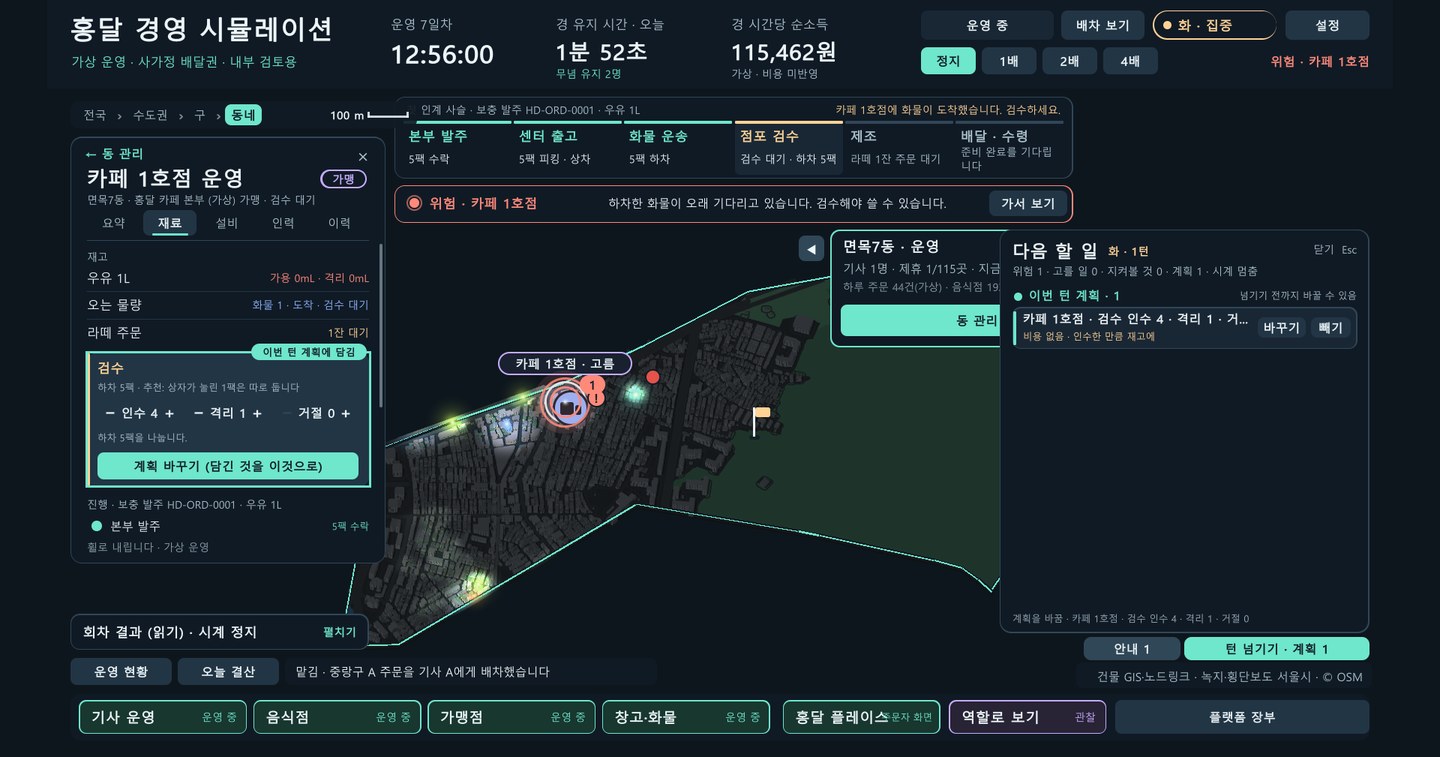 홍달 경영 시뮬레이션
가상 운영 · 사가정 배달권 · 내부 검토용
운영 7일차
12:56:00
경 유지 시간 · 오늘
1분 52초
무념 유지 2명
경 시간당 순소득
115,462원
가상 · 비용 미반영
운영 중
배차 보기
화 · 집중
설정
정지
1배
2배
4배
위험 · 카페 1호점
전국 › 수도권 › 구 › 동네
100 m
인계 사슬 · 보충 발주 HD-ORD-0001 · 우유 1L
카페 1호점에 화물이 도착했습니다. 검수하세요.
본부 발주
5팩 수락
센터 출고
5팩 피킹 · 상차
화물 운송
5팩 하차
점포 검수
검수 대기 · 하차 5팩
제조
라떼 1잔 주문 대기
배달 · 수령
준비 완료를 기다립
니다
위험 · 카페 1호점
하차한 화물이 오래 기다리고 있습니다. 검수해야 쓸 수 있습니다.
가서 보기
← 동 관리
카페 1호점 운영
가맹
면목7동 · 홍달 카페 본부 (가상) 가맹 · 검수 대기
요약
재료
설비
인력
이력
재고
우유 1L
가용 0mL · 격리 0mL
오는 물량
화물 1 · 도착 · 검수 대기
라떼 주문
1잔 대기
이번 턴 계획에 담김
검수
하차 5팩 · 추천: 상자가 눌린 1팩은 따로 둡니다
− 인수 4 +
− 격리 1 +
− 거절 0 +
하차 5팩을 나눕니다.
계획 바꾸기 (담긴 것을 이것으로)
진행 · 보충 발주 HD-ORD-0001 · 우유 1L
본부 발주
5팩 수락
휠로 내립니다 · 가상 운영
카페 1호점 · 고름
1
!
면목7동 · 운영
기사 1명 · 제휴 1/115곳 · 지금
하루 주문 44건(가상) · 음식점 19
동 관리
다음 할 일
화 · 1턴
닫기 Esc
위험 1 · 고를 일 0 · 지켜볼 것 0 · 계획 1 · 시계 멈춤
이번 턴 계획 · 1
넘기기 전까지 바꿀 수 있음
카페 1호점 · 검수 인수 4 · 격리 1 · 거...
비용 없음 · 인수한 만큼 재고에
바꾸기
빼기
계획을 바꿈 · 카페 1호점 · 검수 인수 4 · 격리 1 · 거절 0
회차 결과 (읽기) · 시계 정지
펼치기
안내 1
턴 넘기기 · 계획 1
운영 현황
오늘 결산
맡김 · 중랑구 A 주문을 기사 A에게 배차했습니다
건물 GIS·노드링크 · 녹지·횡단보도 서울시 · © OSM
기사 운영
운영 중
음식점
운영 중
가맹점
운영 중
창고·화물
운영 중
홍달 플레이스
주문자 화면
역할로 보기
관찰
플랫폼 장부